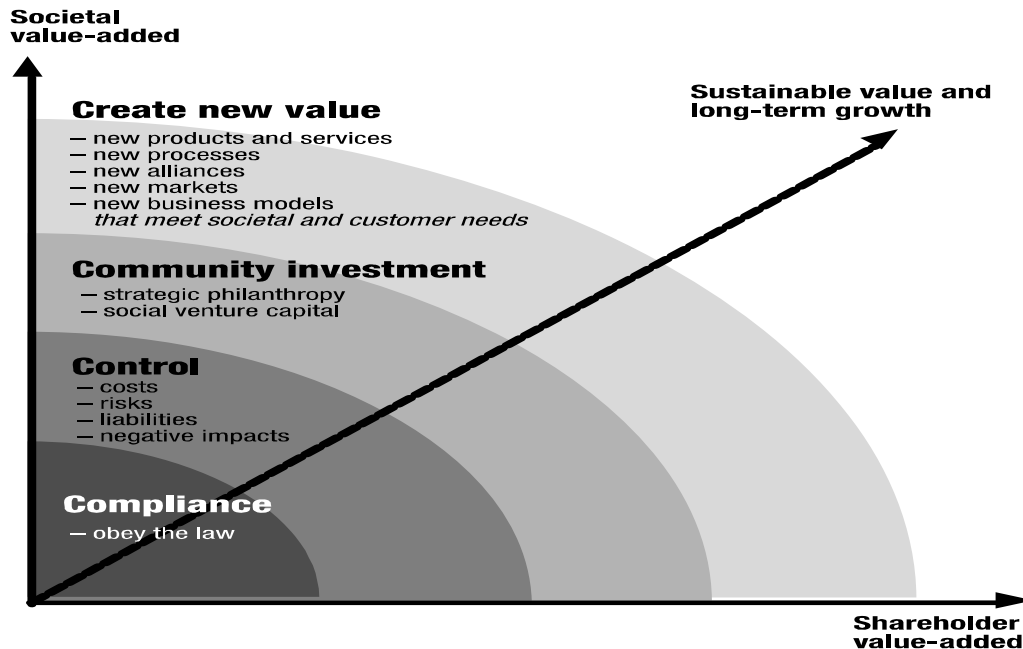 Societal
value-added
Sustainable value and
long-term growth
Create new value
– new products and services
– new processes
– new alliances
– new markets
– new business models
that meet societal and customer needs
Community investment
– strategic philanthropy
– social venture capital
Control
– costs
– risks
– liabilities
– negative impacts
Compliance
– obey the law
Shareholder
value-added